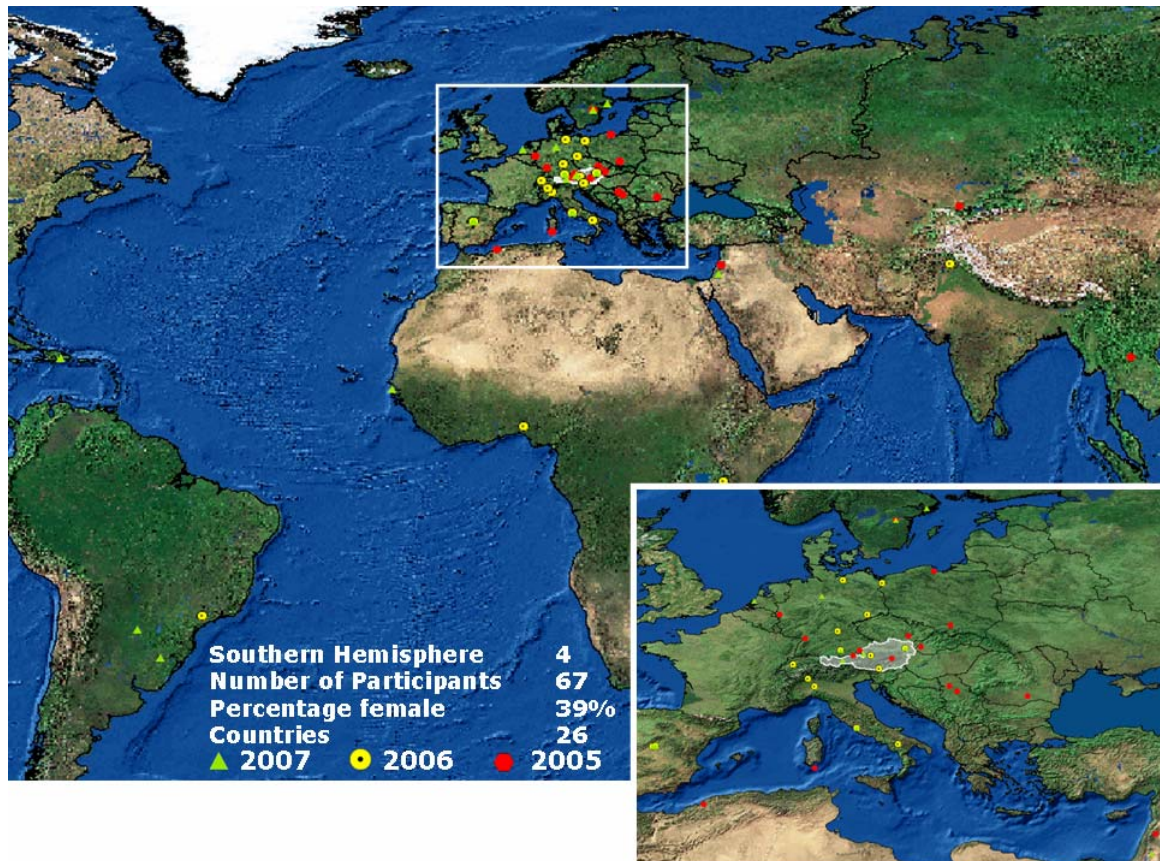 Southern Hemisphere 4
Number of Participants 67
Percentage female 39%
Countries 26
2007 2006 2005